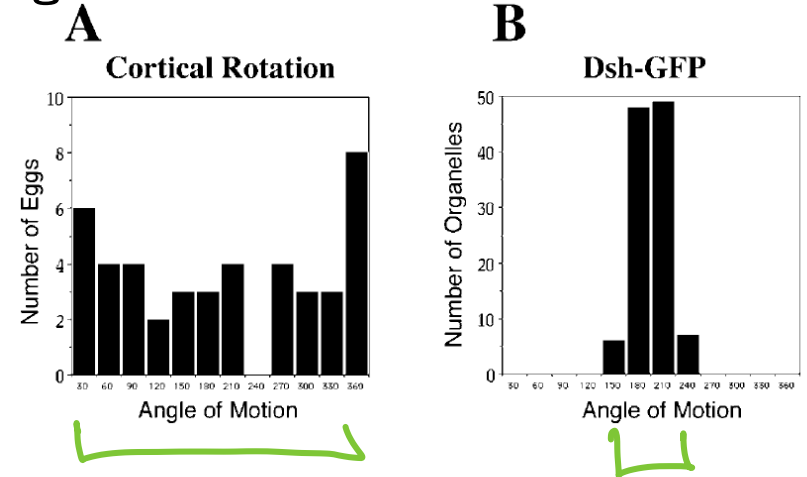 A
Cortical Rotation
Number of Eggs
10
8
6
4
2
0
30 60 90 120 150 180 210 240 270 300 330 360
Angle of Motion
B
Dsh-GFP
Number of Organelles
50
40
30
20
10
0
30 60 90 120 150 180 210 240 270 300 330 360
Angle of Motion